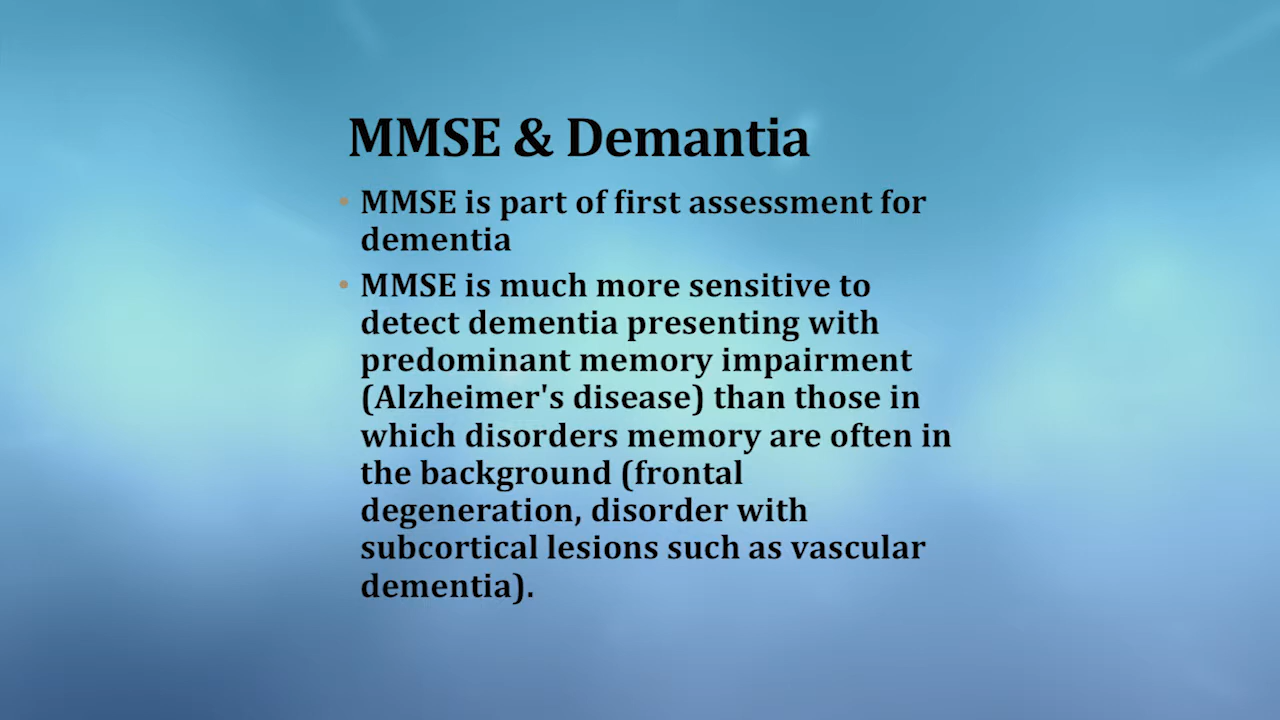 MMSE & Demantia
• MMSE is part of first assessment for
dementia
• MMSE is much more sensitive to
detect dementia presenting with
predominant memory impairment
(Alzheimer's disease) than those in
which disorders memory are often in
the background (frontal
degeneration, disorder with
subcortical lesions such as vascular
dementia).